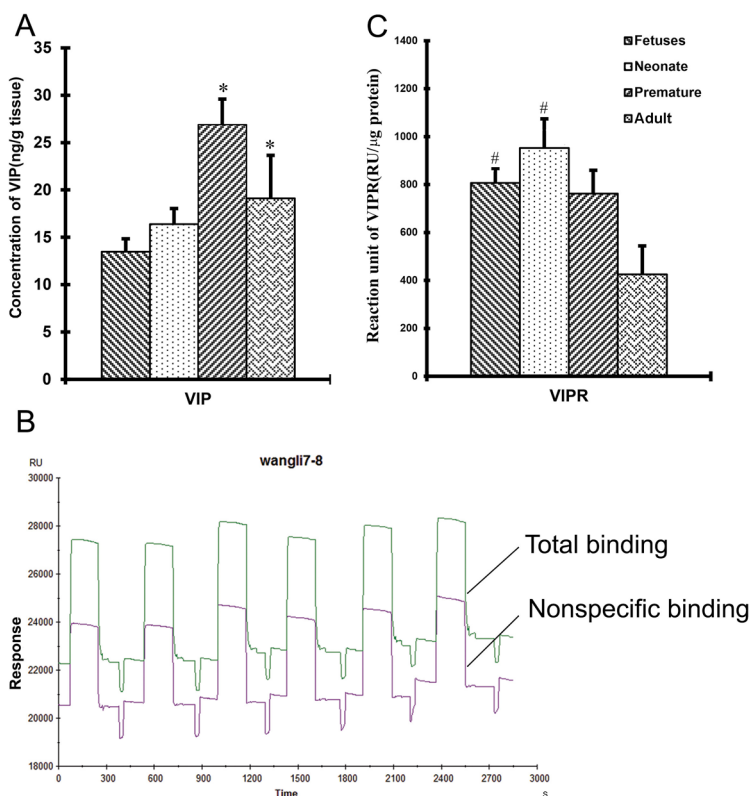 A
35
30
25
20
15
10
5
0
Concentration of VIP(ng/g tissue)
*
*
VIP
C
1400
1200
1000
800
600
400
200
0
Reaction unit of VIPR(RU/μg protein)
#
#
Fetuses
Neonate
Premature
Adult
VIPR
B
RU
wangli7-8
30000
28000
26000
24000
22000
20000
18000
Response
Total binding
Nonspecific binding
0
300
600
900
1200
1500
1800
2100
2400
2700
3000
Time
s